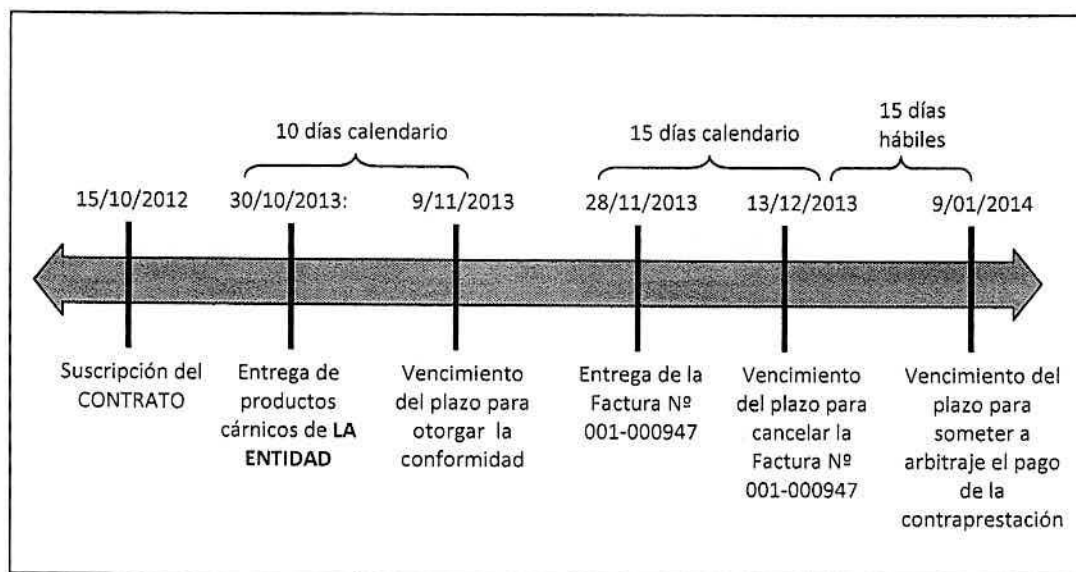 10 días calendario
15 días calendario
15 días
hábiles
15/10/2012
30/10/2013:
9/11/2013
28/11/2013
13/12/2013
9/01/2014
Suscripción del
CONTRATO
Entrega de
productos
cárnicos de LA
ENTIDAD
Vencimiento
del plazo para
otorgar la
conformidad
Entrega de la
Factura Nº
001-000947
Vencimiento
del plazo para
cancelar la
Factura Nº
001-000947
Vencimiento del
plazo para
someter a
arbitraje el pago
de la
contraprestación